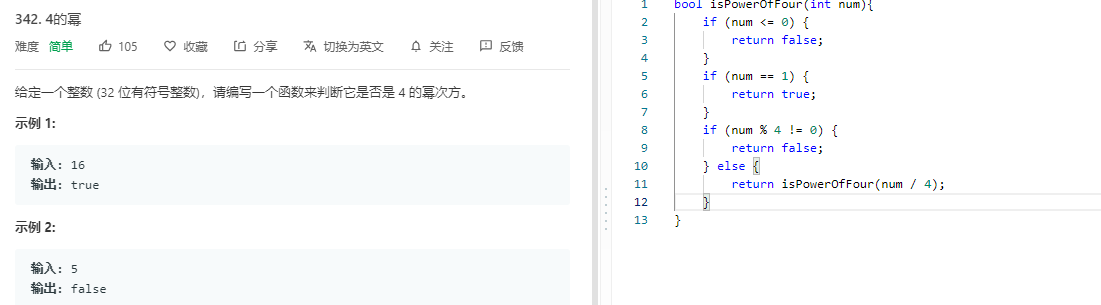 342. 4的幂
难度 简单 105 收藏 分享 切换为英文 关注 反馈
给定一个整数 (32 位有符号整数)，请编写一个函数来判断它是否是 4 的幂次方。
示例 1:
输入: 16
输出: true
示例 2:
输入: 5
输出: false
1 bool isPowerOfFour(int num){
2 if (num <= 0) {
3 return false;
4 }
5 if (num == 1) {
6 return true;
7 }
8 if (num % 4 != 0) {
9 return false;
10 } else {
11 return isPowerOfFour(num / 4);
12 }
13 }